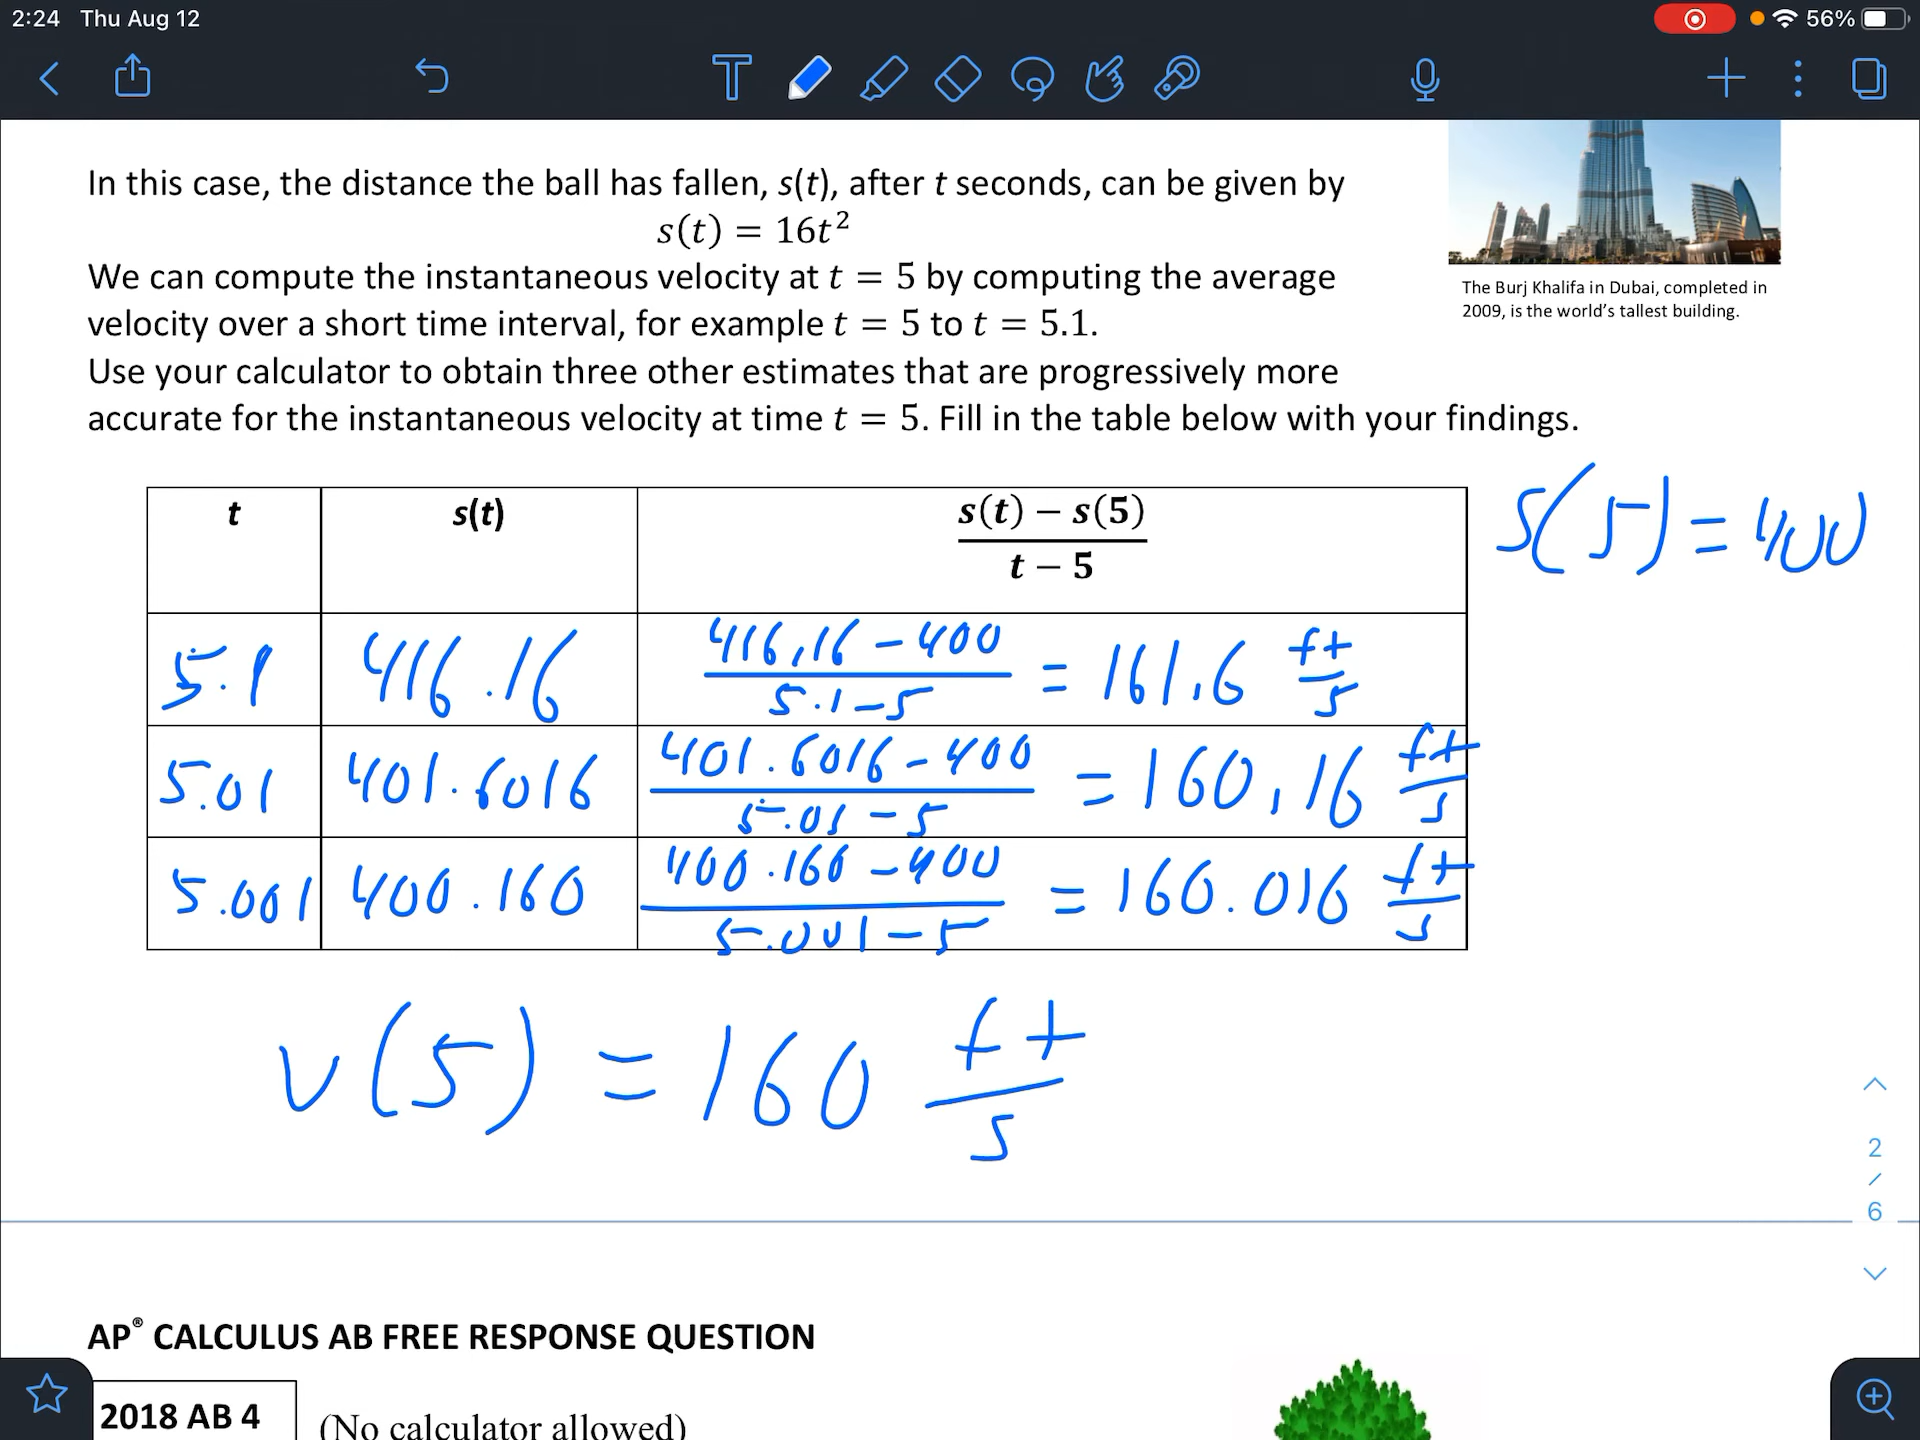 2:24 Thu Aug 12
56%
T
In this case, the distance the ball has fallen, s(t), after t seconds, can be given by
s(t) = 16t²
We can compute the instantaneous velocity at t = 5 by computing the average
velocity over a short time interval, for example t = 5 to t = 5.1.
Use your calculator to obtain three other estimates that are progressively more
accurate for the instantaneous velocity at time t = 5. Fill in the table below with your findings.
The Burj Khalifa in Dubai, completed in
2009, is the world's tallest building.
s(5) = 400
t s(t) s(t) − s(5) / t − 5
5.1 416.16 416.16 − 400 / 5.1 − 5 = 161.6 ft/s
5.01 401.6016 401.6016 − 400 / 5.01 − 5 = 160.16 ft/s
5.001 400.160 400.160 − 400 / 5.001 − 5 = 160.016 ft/s
v(5) = 160 ft/s
2
/
6
AP® CALCULUS AB FREE RESPONSE QUESTION
2018 AB 4
(No calculator allowed)